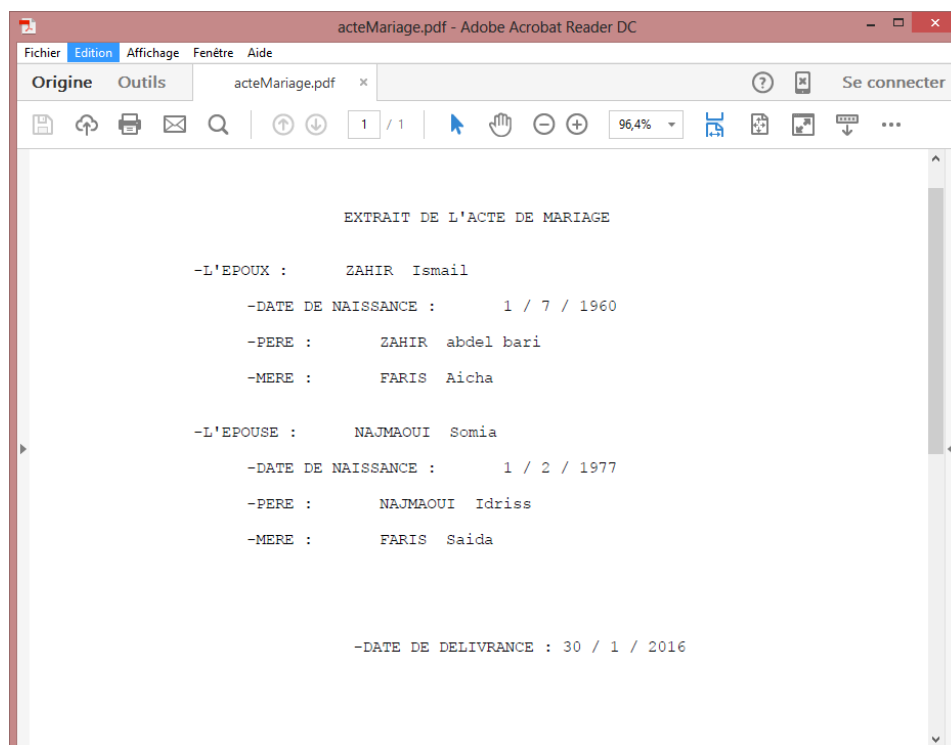 acteMariage.pdf - Adobe Acrobat Reader DC
Fichier Edition Affichage Fenêtre Aide
Origine Outils acteMariage.pdf × ? Se connecter
1 / 1 96,4%
EXTRAIT DE L'ACTE DE MARIAGE
-L'EPOUX : ZAHIR Ismail
-DATE DE NAISSANCE : 1 / 7 / 1960
-PERE : ZAHIR abdel bari
-MERE : FARIS Aicha
-L'EPOUSE : NAJMAOUI Somia
-DATE DE NAISSANCE : 1 / 2 / 1977
-PERE : NAJMAOUI Idriss
-MERE : FARIS Saida
-DATE DE DELIVRANCE : 30 / 1 / 2016